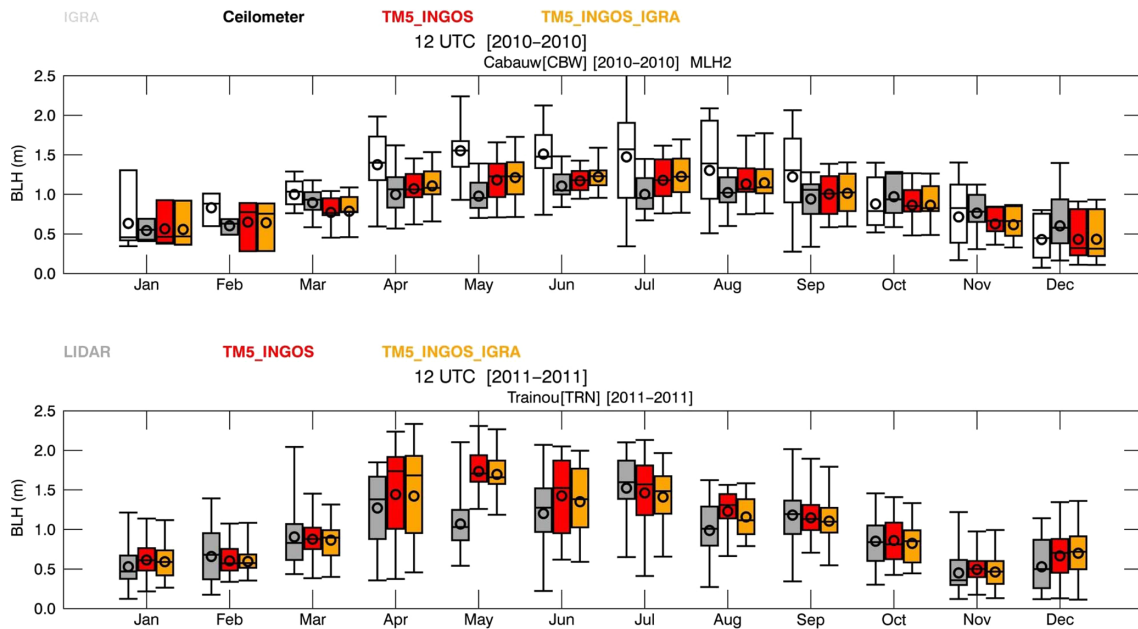 IGRA Ceilometer TM5_INGOS TM5_INGOS_IGRA
12 UTC [2010-2010]
Cabauw[CBW] [2010-2010] MLH2
2.5
2.0
1.5
1.0
0.5
0.0
BLH (m)
Jan Feb Mar Apr May Jun Jul Aug Sep Oct Nov Dec
LIDAR TM5_INGOS TM5_INGOS_IGRA
12 UTC [2011-2011]
Trainou[TRN] [2011-2011]
2.5
2.0
1.5
1.0
0.5
0.0
BLH (m)
Jan Feb Mar Apr May Jun Jul Aug Sep Oct Nov Dec